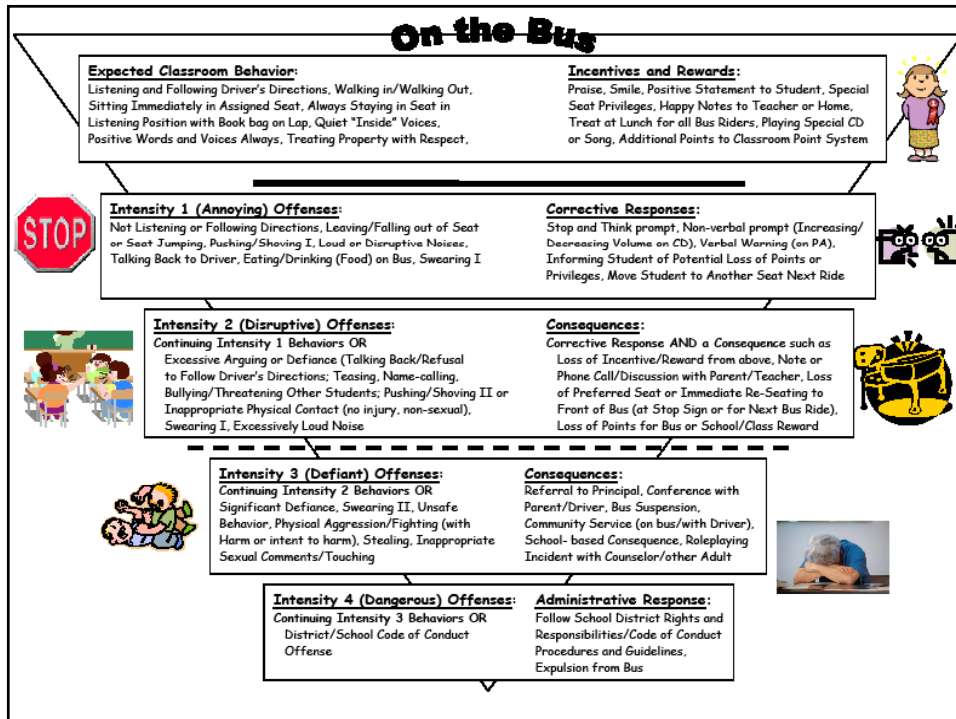 On the Bus
Expected Classroom Behavior:
Listening and Following Driver's Directions, Walking in/Walking Out,
Sitting Immediately in Assigned Seat, Always Staying in Seat in
Listening Position with Book bag on Lap, Quiet "Inside" Voices,
Positive Words and Voices Always, Treating Property with Respect,
Incentives and Rewards:
Praise, Smile, Positive Statement to Student, Special
Seat Privileges, Happy Notes to Teacher or Home,
Treat at Lunch for all Bus Riders, Playing Special CD
or Song, Additional Points to Classroom Point System
STOP
Intensity 1 (Annoying) Offenses:
Not Listening or Following Directions, Leaving/Falling out of Seat
or Seat Jumping, Pushing/Shoving I, Loud or Disruptive Noises,
Talking Back to Driver, Eating/Drinking (Food) on Bus, Swearing I
Corrective Responses:
Stop and Think prompt, Non-verbal prompt (Increasing/
Decreasing Volume on CD), Verbal Warning (on PA),
Informing Student of Potential Loss of Points or
Privileges, Move Student to Another Seat Next Ride
Intensity 2 (Disruptive) Offenses:
Continuing Intensity 1 Behaviors OR
Excessive Arguing or Defiance (Talking Back/Refusal
to Follow Driver's Directions; Teasing, Name-calling,
Bullying/Threatening Other Students; Pushing/Shoving II or
Inappropriate Physical Contact (no injury, non-sexual),
Swearing I, Excessively Loud Noise
Consequences:
Corrective Response AND a Consequence such as
Loss of Incentive/Reward from above, Note or
Phone Call/Discussion with Parent/Teacher, Loss
of Preferred Seat or Immediate Re-Seating to
Front of Bus (at Stop Sign or for Next Bus Ride),
Loss of Points for Bus or School/Class Reward
Intensity 3 (Defiant) Offenses:
Continuing Intensity 2 Behaviors OR
Significant Defiance, Swearing II, Unsafe
Behavior, Physical Aggression/Fighting (with
Harm or intent to harm), Stealing, Inappropriate
Sexual Comments/Touching
Consequences:
Referral to Principal, Conference with
Parent/Driver, Bus Suspension,
Community Service (on bus/with Driver),
School- based Consequence, Roleplaying
Incident with Counselor/other Adult
Intensity 4 (Dangerous) Offenses:
Continuing Intensity 3 Behaviors OR
District/School Code of Conduct
Offense
Administrative Response:
Follow School District Rights and
Responsibilities/Code of Conduct
Procedures and Guidelines,
Expulsion from Bus